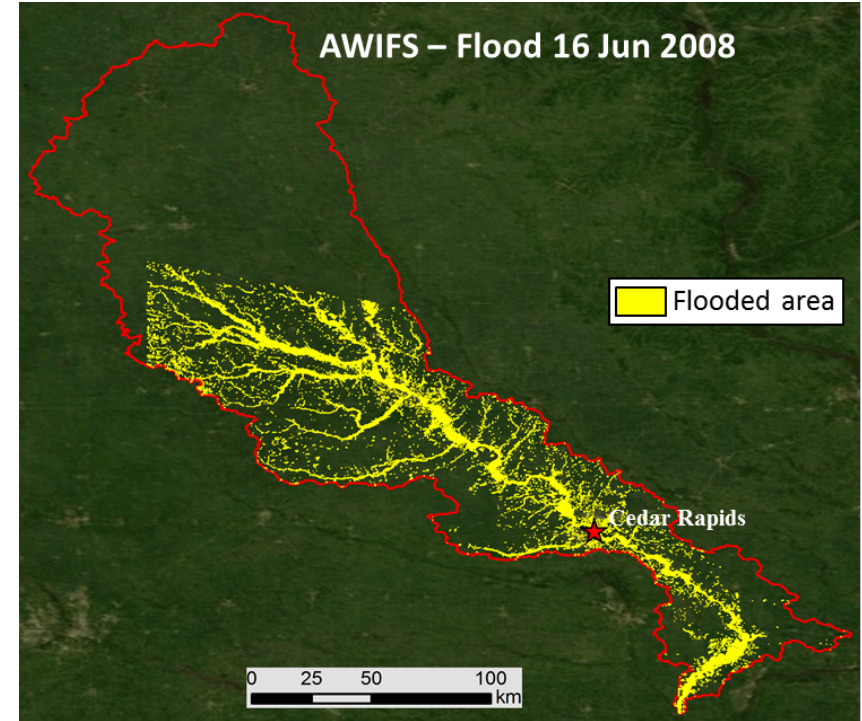 AWIFS – Flood 16 Jun 2008
Flooded area
Cedar Rapids
0 25 50 100
km